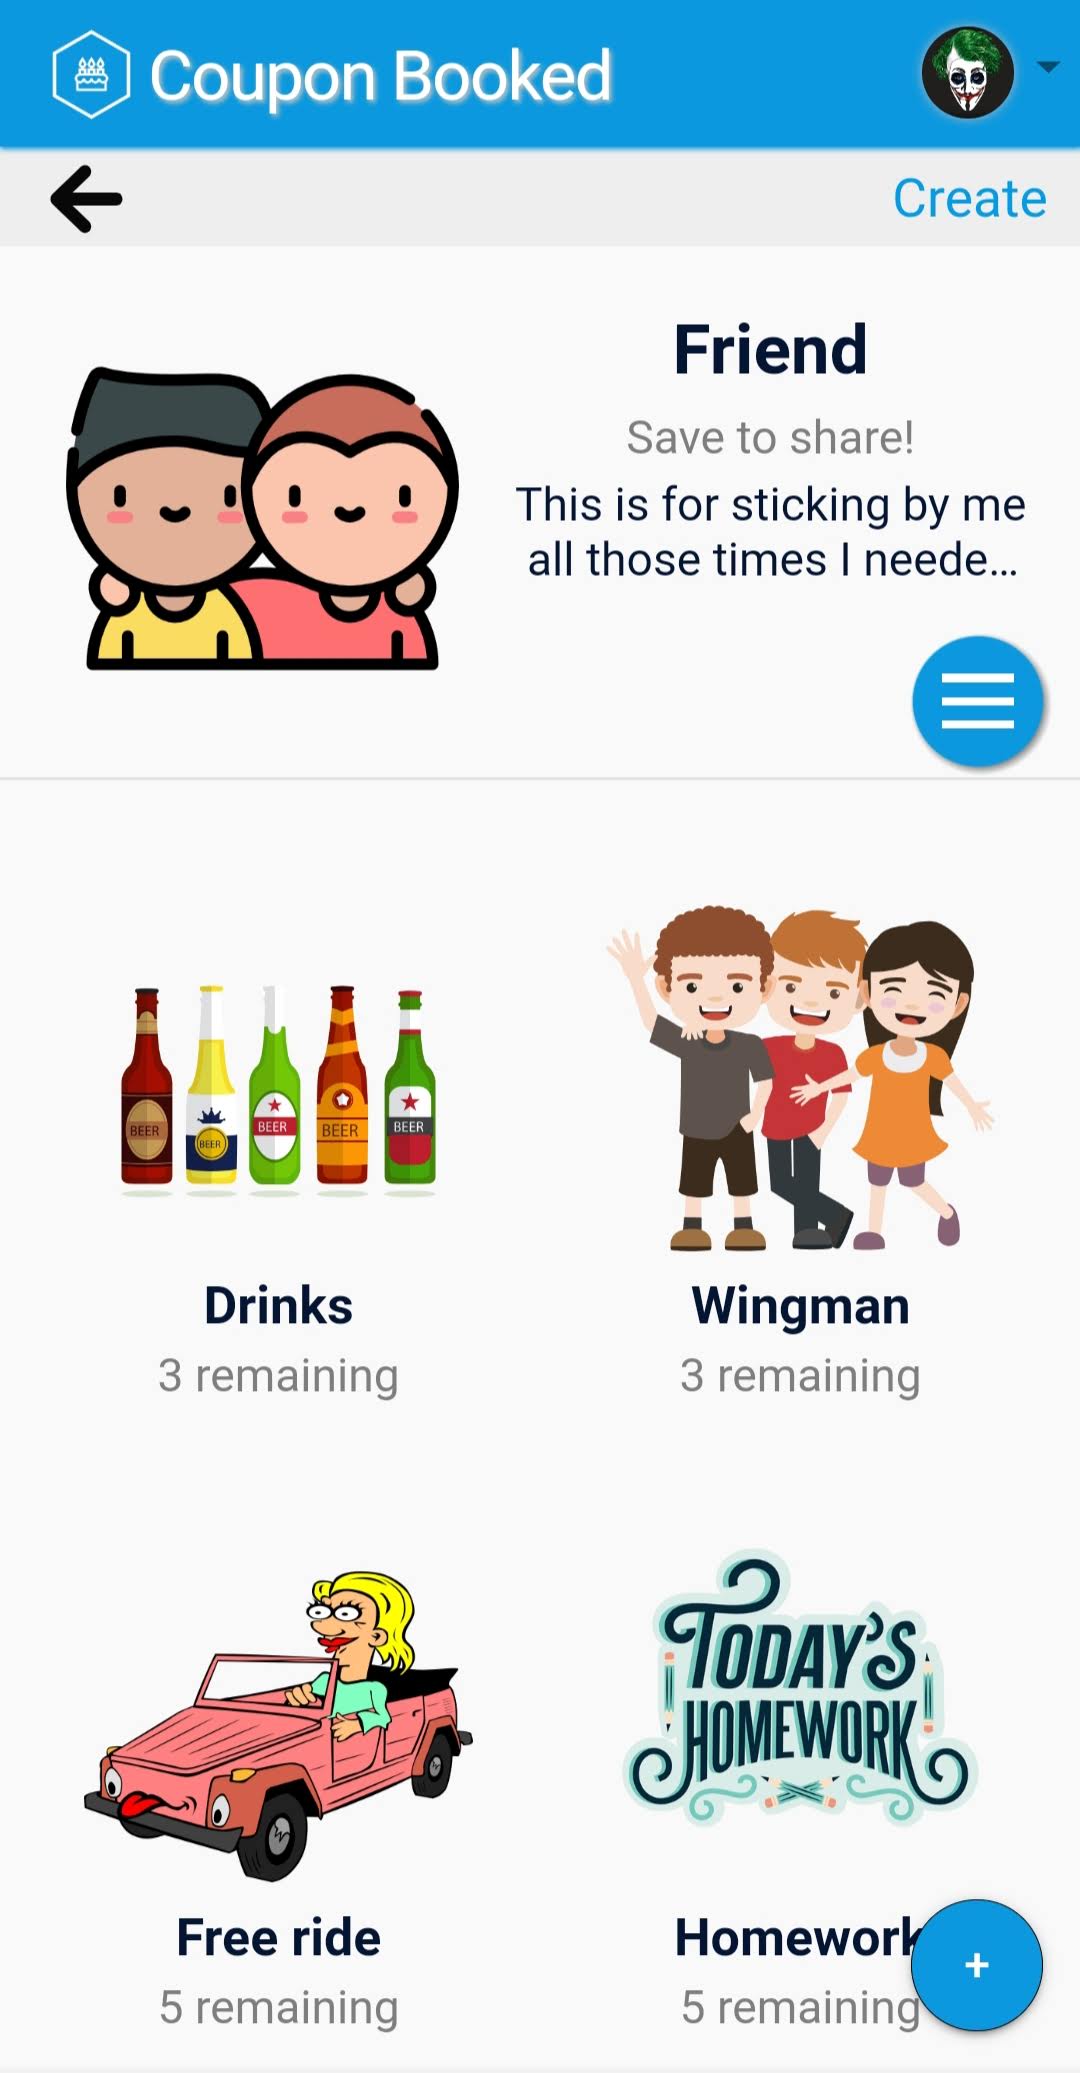 Coupon Booked
Create
Friend
Save to share!
This is for sticking by me
all those times I neede...
BEER
BEER
BEER
BEER
BEER
Drinks
3 remaining
Wingman
3 remaining
TODAY'S
HOMEWORK
Free ride
5 remaining
Homework
5 remaining
+